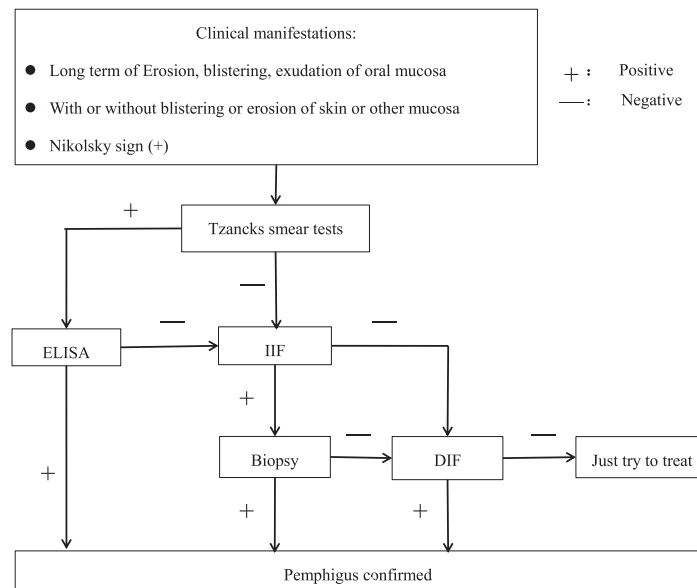 Clinical manifestations:
● Long term of Erosion, blistering, exudation of oral mucosa
● With or without blistering or erosion of skin or other mucosa
● Nikolsky sign (+)
+ : Positive
— : Negative
+
Tzancks smear tests
—
—
—
ELISA
IIF
+
—
—
Biopsy
DIF
Just try to treat
+
+
+
Pemphigus confirmed